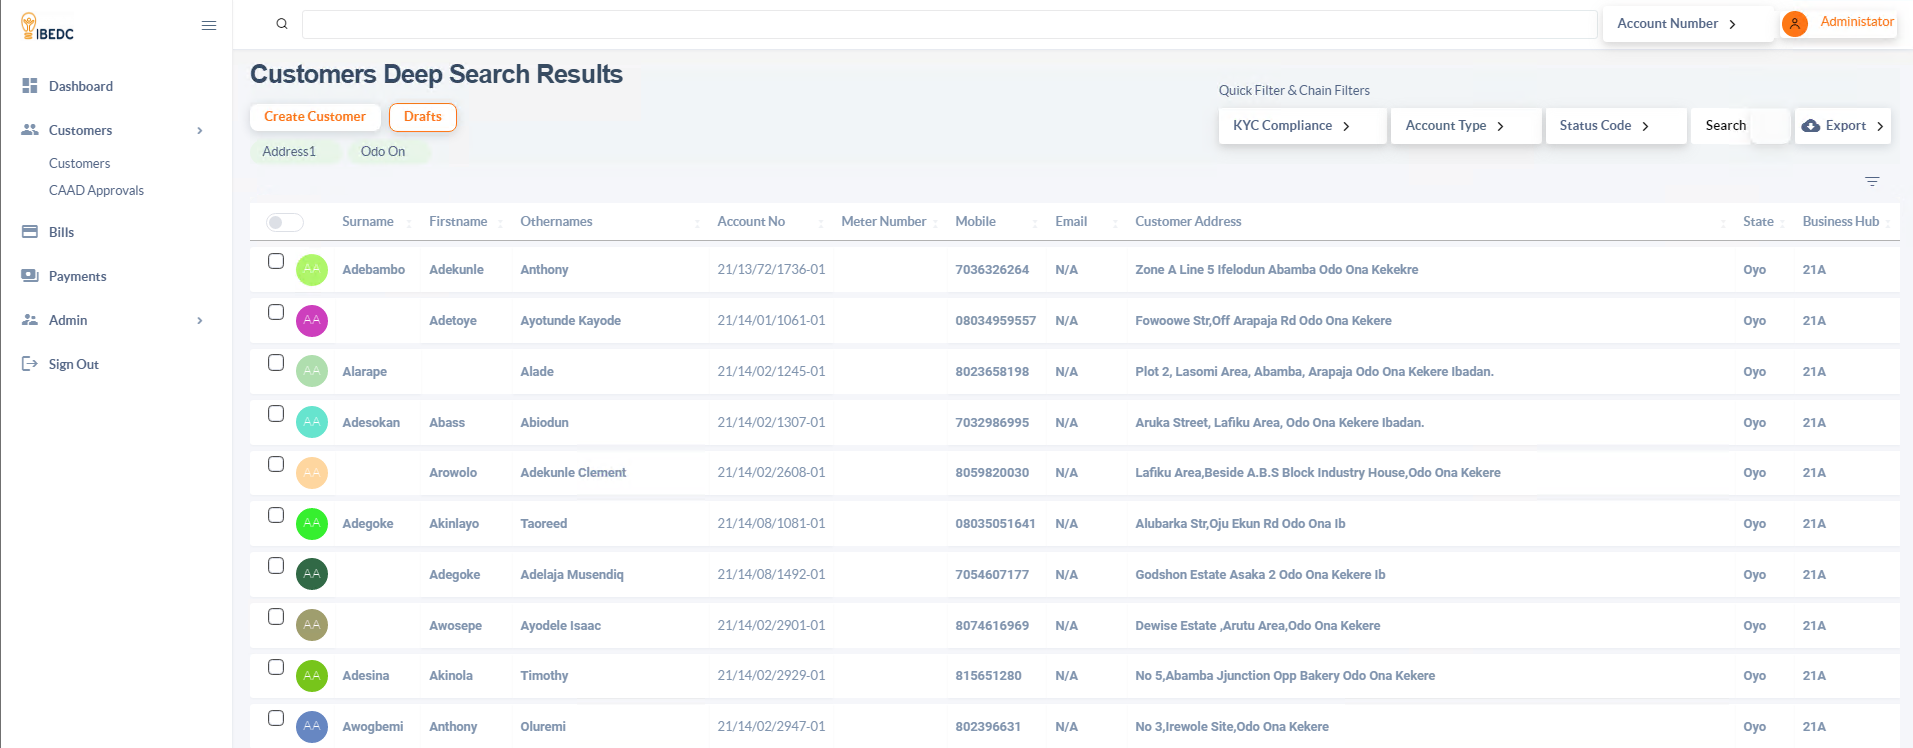 IBEDC
Account Number
Administator
Dashboard
Customers
Customers
CAAD Approvals
Bills
Payments
Admin
Sign Out
Customers Deep Search Results
Create Customer Drafts
Address1 Odo On
Quick Filter & Chain Filters
KYC Compliance Account Type Status Code Search Export
Surname Firstname Othernames Account No Meter Number Mobile Email Customer Address State Business Hub
AA Adebambo Adekunle Anthony 21/13/72/1736-01 7036326264 N/A Zone A Line 5 Ifelodun Abamba Odo Ona Kekekre Oyo 21A
AA Adetoye Ayotunde Kayode 21/14/01/1061-01 08034959557 N/A Fowoowe Str,Off Arapaja Rd Odo Ona Kekere Oyo 21A
AA Alarape Alade 21/14/02/1245-01 8023658198 N/A Plot 2, Lasomi Area, Abamba, Arapaja Odo Ona Kekere Ibadan. Oyo 21A
AA Adesokan Abass Abiodun 21/14/02/1307-01 7032986995 N/A Aruka Street, Lafiku Area, Odo Ona Kekere Ibadan. Oyo 21A
AA Arowolo Adekunle Clement 21/14/02/2608-01 8059820030 N/A Lafiku Area,Beside A.B.S Block Industry House,Odo Ona Kekere Oyo 21A
AA Adegoke Akinlayo Taoreed 21/14/08/1081-01 08035051641 N/A Alubarka Str,Oju Ekun Rd Odo Ona Ib Oyo 21A
AA Adegoke Adelaja Musendiq 21/14/08/1492-01 7054607177 N/A Godshon Estate Asaka 2 Odo Ona Kekere Ib Oyo 21A
AA Awosepe Ayodele Isaac 21/14/02/2901-01 8074616969 N/A Dewise Estate ,Arutu Area,Odo Ona Kekere Oyo 21A
AA Adesina Akinola Timothy 21/14/02/2929-01 815651280 N/A No 5,Abamba Jjunction Opp Bakery Odo Ona Kekere Oyo 21A
AA Awogbemi Anthony Oluremi 21/14/02/2947-01 802396631 N/A No 3,Irewole Site,Odo Ona Kekere Oyo 21A